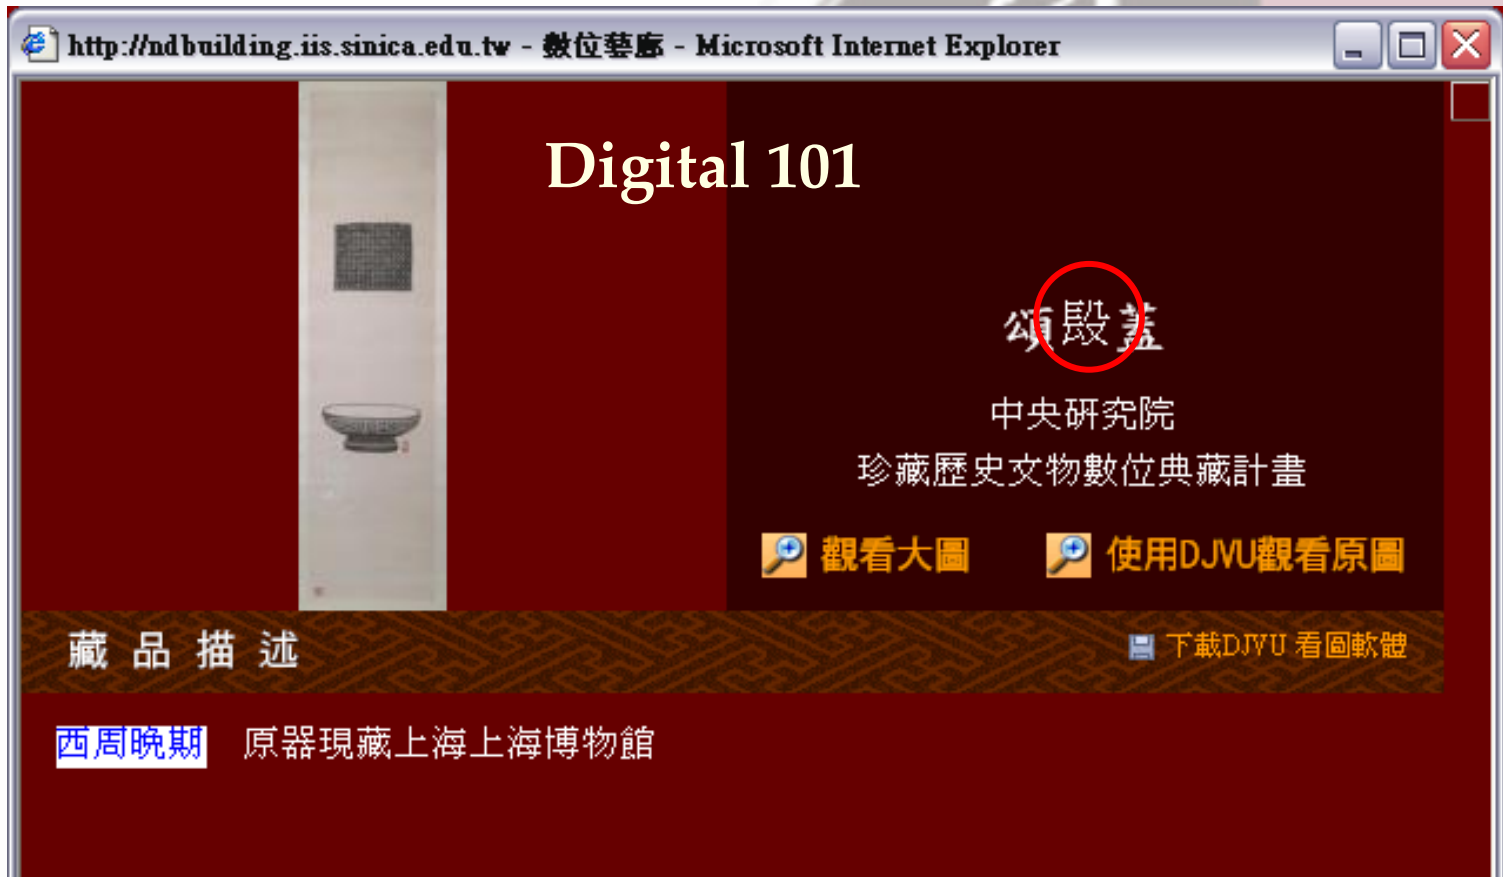 http://ndbuilding.iis.sinica.edu.tw - 數位藝廊 - Microsoft Internet Explorer
Digital 101
頌𣪘蓋
中央研究院
珍藏歷史文物數位典藏計畫
觀看大圖 使用DJVU觀看原圖
藏品描述 下載DJVU 看圖軟體
西周晚期 原器現藏上海上海博物館